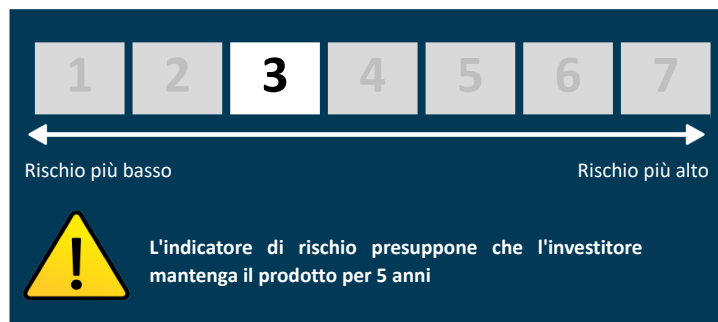 1 2 3 4 5 6 7
Rischio più basso Rischio più alto
!
L'indicatore di rischio presuppone che l'investitore
mantenga il prodotto per 5 anni